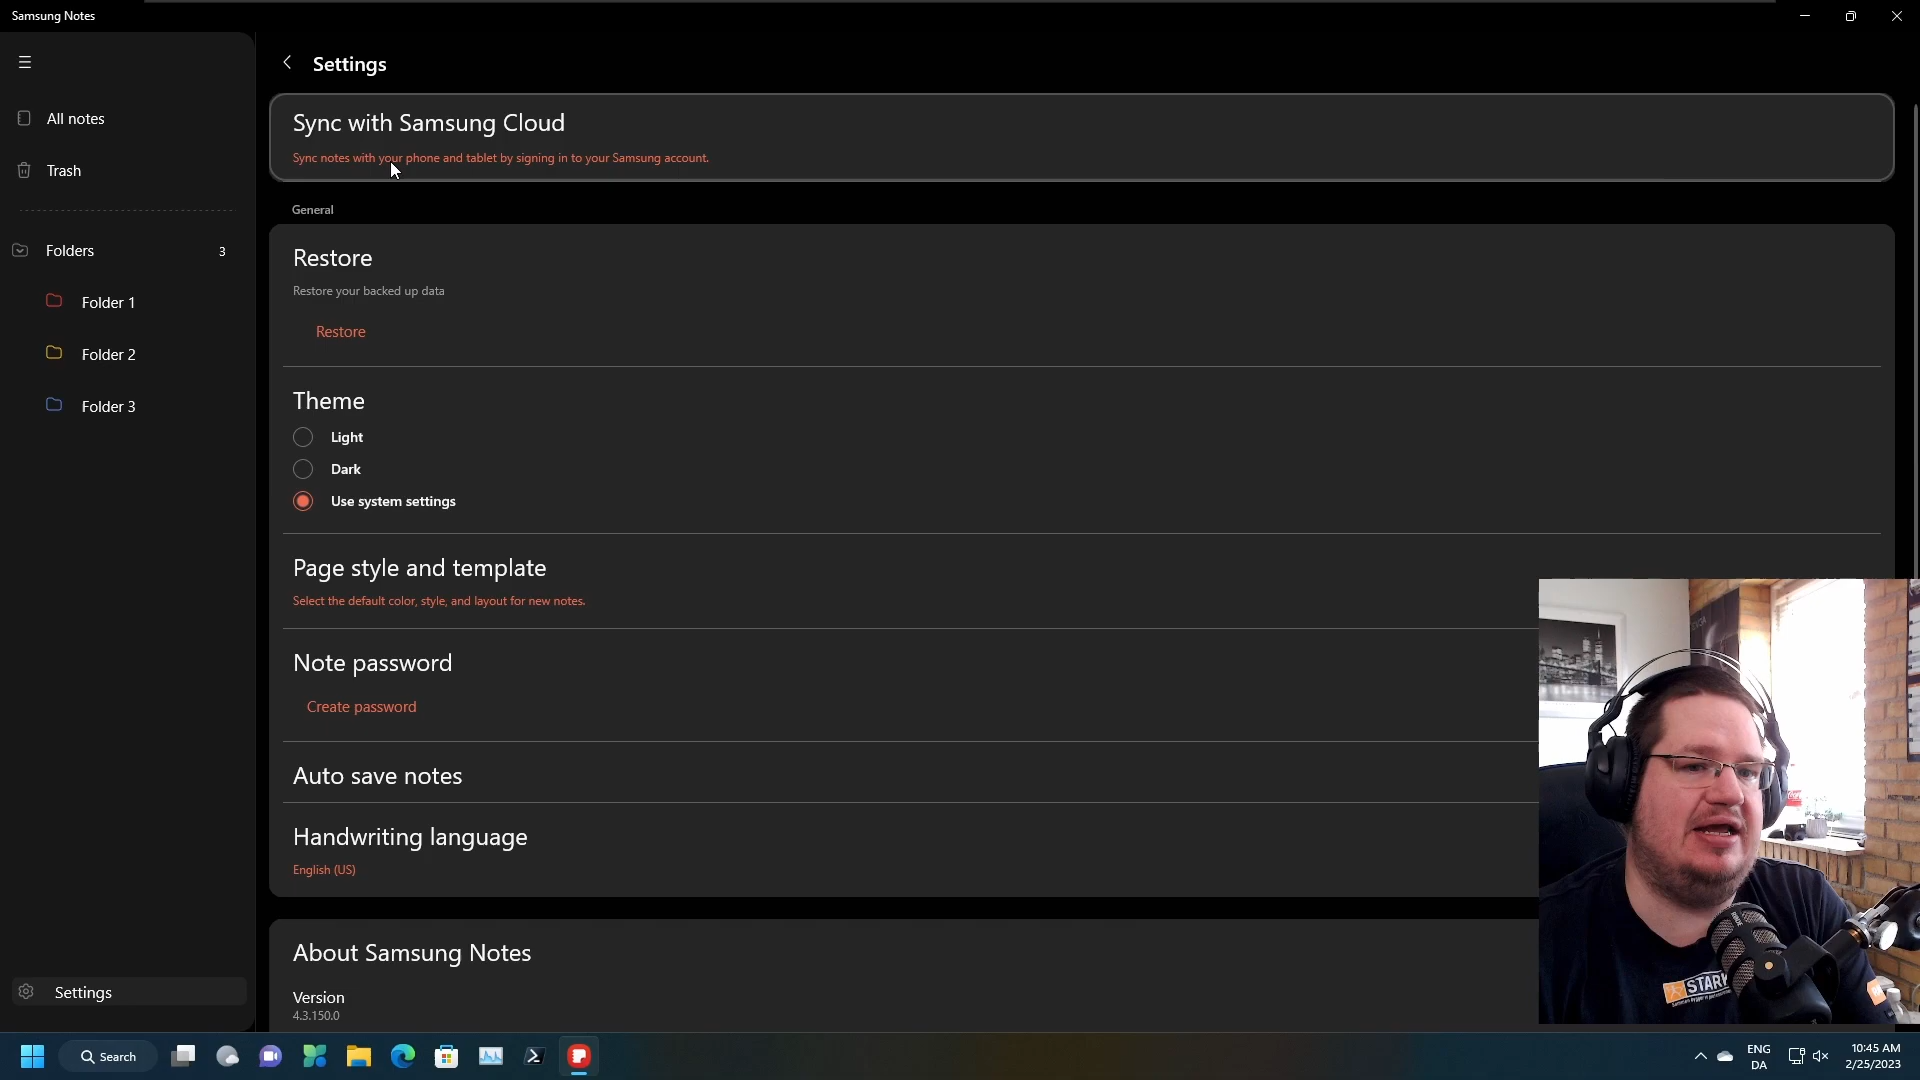 Samsung Notes
Settings
All notes
Trash
Folders 3
Folder 1
Folder 2
Folder 3
Settings
Sync with Samsung Cloud
Sync notes with your phone and tablet by signing in to your Samsung account.
General
Restore
Restore your backed up data
Restore
Theme
Light
Dark
Use system settings
Page style and template
Select the default color, style, and layout for new notes.
Note password
Create password
Auto save notes
Handwriting language
English (US)
About Samsung Notes
Version
4.3.150.0
STARK
Search
ENG
DA
10:45 AM
2/25/2023